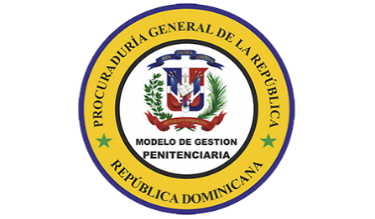 PROCURADURÍA GENERAL DE LA REPÚBLICA
MODELO DE GESTION
PENITENCIARIA
REPÚBLICA DOMINICANA